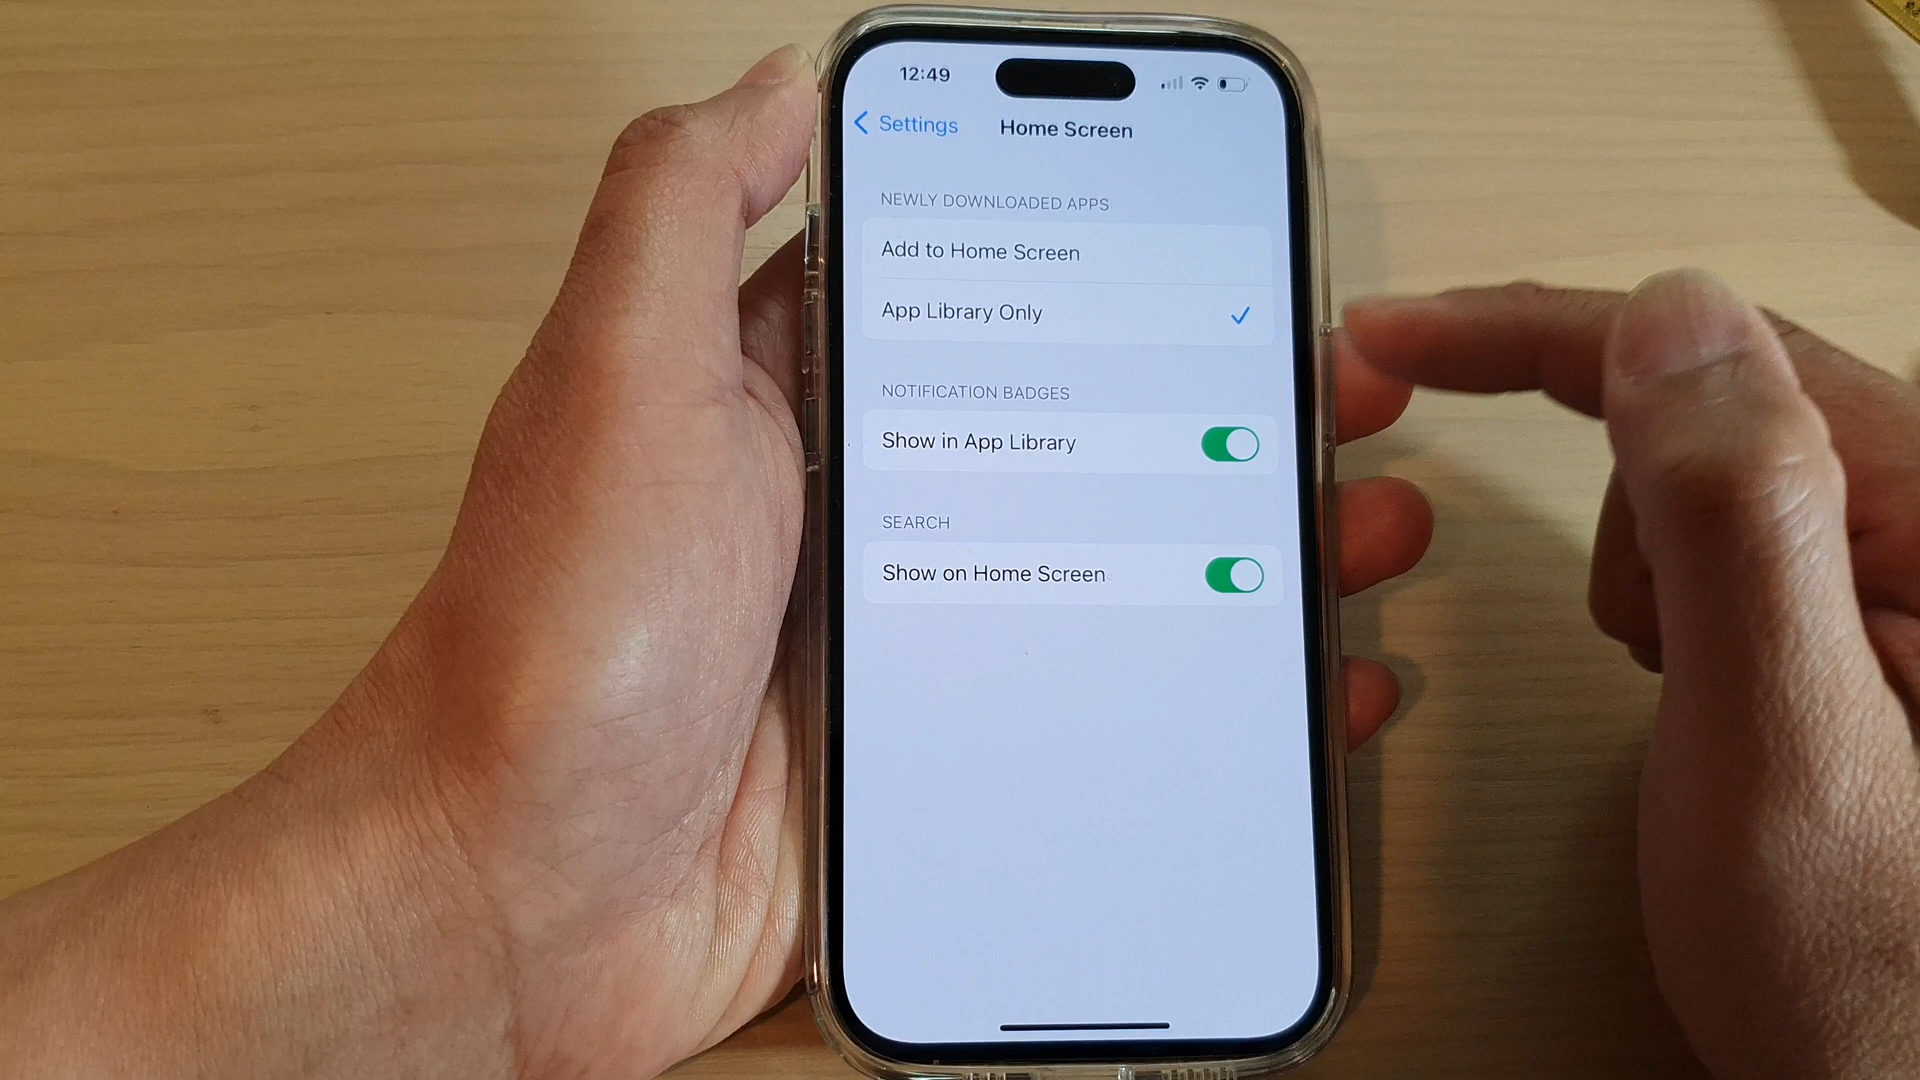 12:49
Settings
Home Screen
NEWLY DOWNLOADED APPS
Add to Home Screen
App Library Only
NOTIFICATION BADGES
Show in App Library
SEARCH
Show on Home Screen